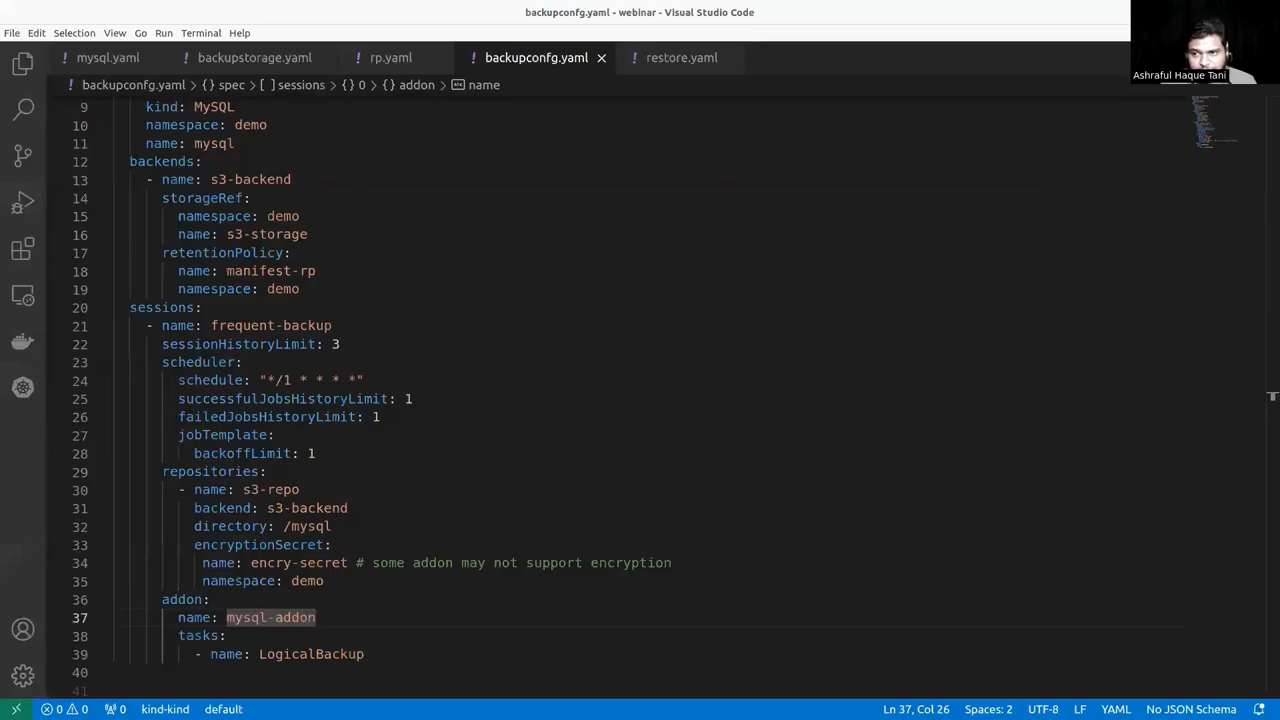 backupconfg.yaml - webinar - Visual Studio Code
File Edit Selection View Go Run Terminal Help
! mysql.yaml ! backupstorage.yaml ! rp.yaml ! backupconfg.yaml ! restore.yaml
Ashraful Haque Tani
! backupconfg.yaml > {} spec > [ ] sessions > {} 0 > {} addon > abc name
9 kind: MySQL
10 namespace: demo
11 name: mysql
12 backends:
13 - name: s3-backend
14 storageRef:
15 namespace: demo
16 name: s3-storage
17 retentionPolicy:
18 name: manifest-rp
19 namespace: demo
20 sessions:
21 - name: frequent-backup
22 sessionHistoryLimit: 3
23 scheduler:
24 schedule: "*/1 * * * *"
25 successfulJobsHistoryLimit: 1
26 failedJobsHistoryLimit: 1
27 jobTemplate:
28 backoffLimit: 1
29 repositories:
30 - name: s3-repo
31 backend: s3-backend
32 directory: /mysql
33 encryptionSecret:
34 name: encry-secret # some addon may not support encryption
35 namespace: demo
36 addon:
37 name: mysql-addon
38 tasks:
39 - name: LogicalBackup
40
41
0 0 0 kind-kind default Ln 37, Col 26 Spaces: 2 UTF-8 LF YAML No JSON Schema